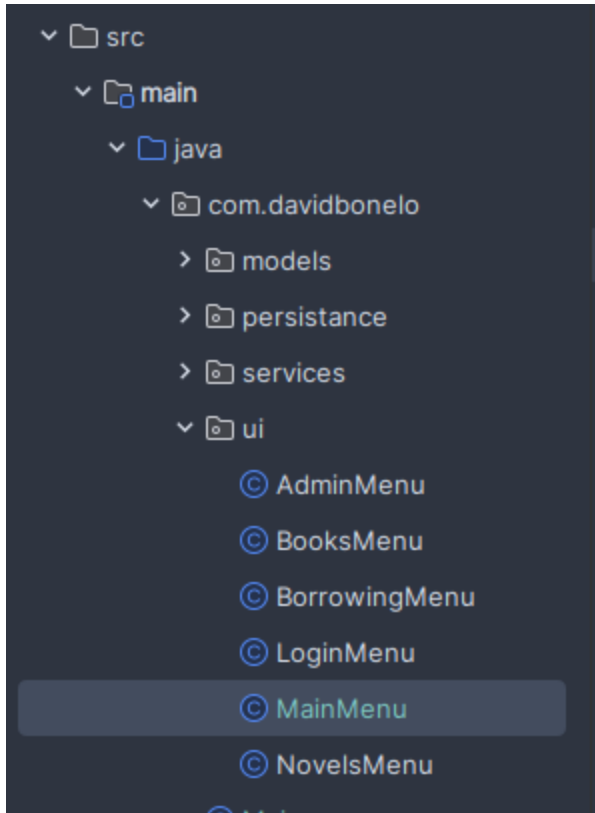 src
main
java
com.davidbonelo
models
persistance
services
ui
AdminMenu
BooksMenu
BorrowingMenu
LoginMenu
MainMenu
NovelsMenu